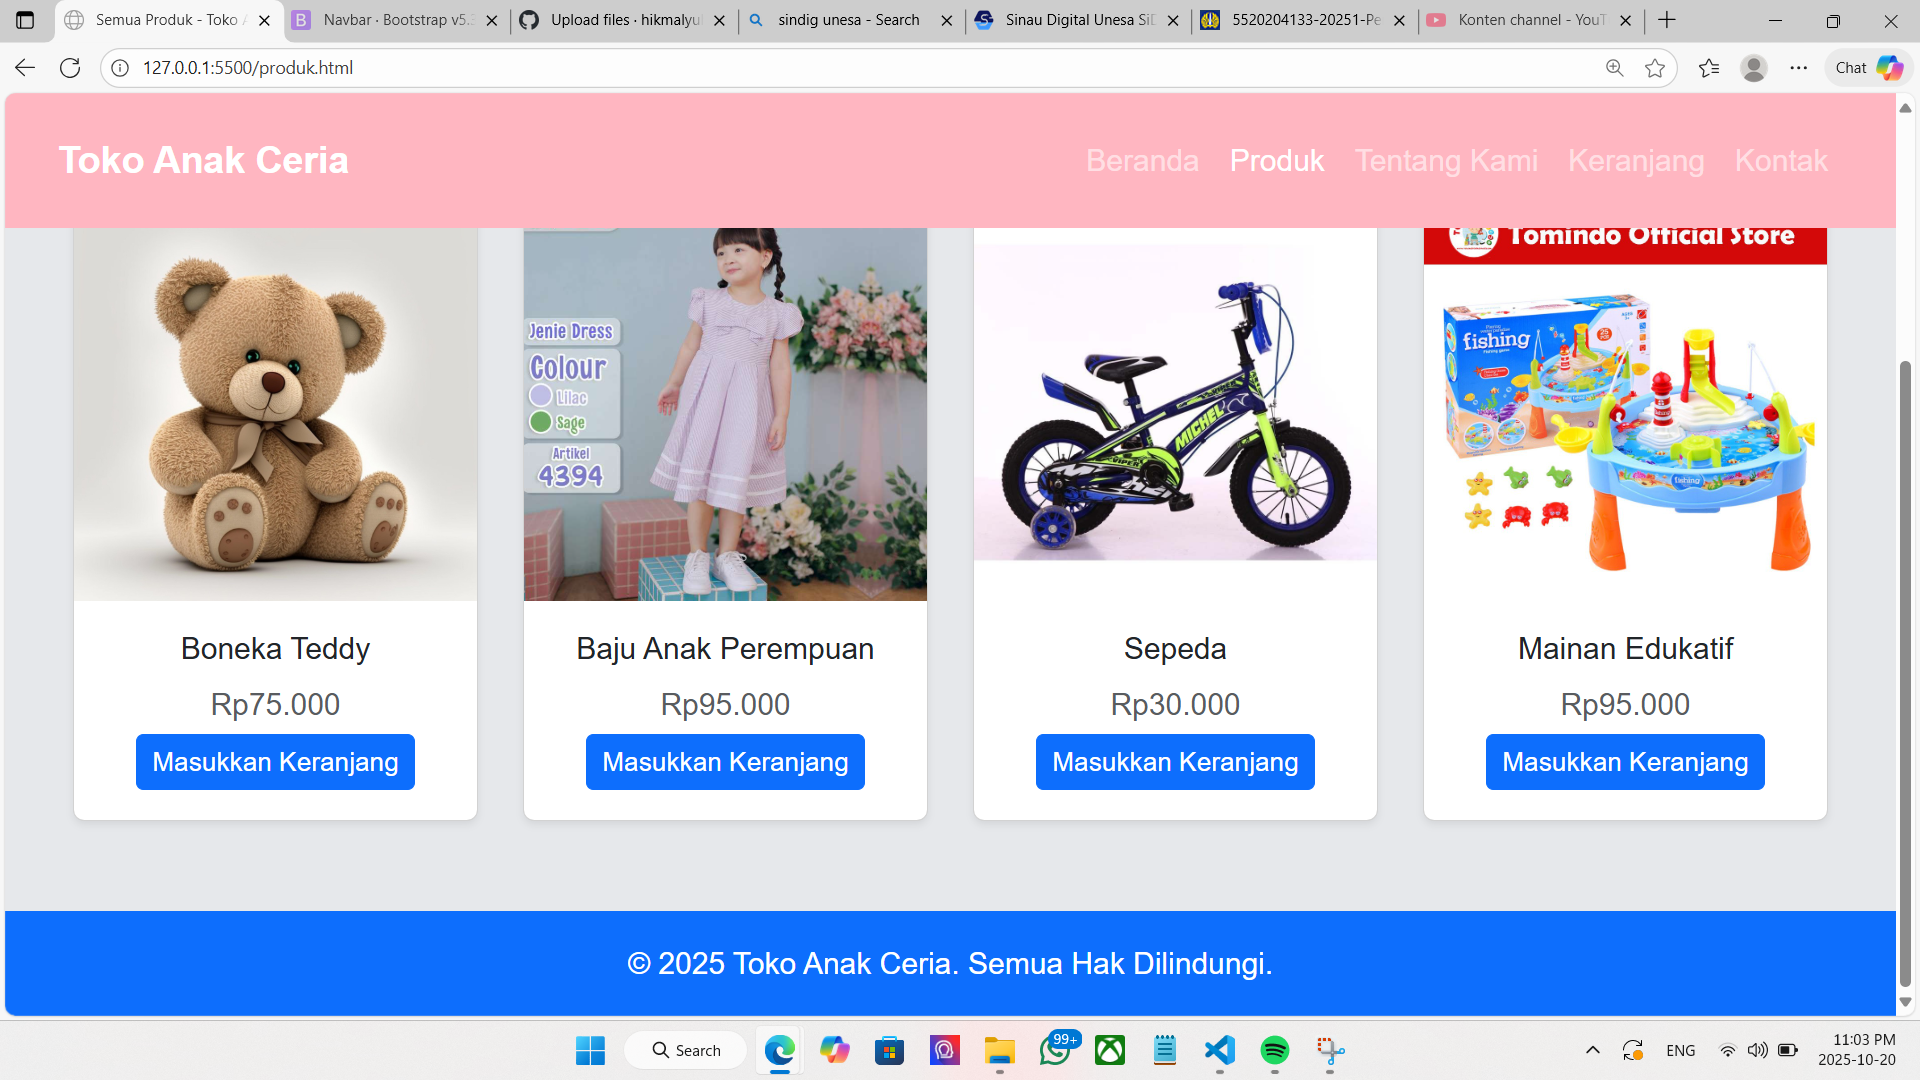 Semua Produk - Toko
Navbar · Bootstrap v5.
Upload files · hikmalyu
sindig unesa - Search
Sinau Digital Unesa Si
5520204133-20251-Pe
Konten channel - YouT
127.0.0.1:5500/produk.html
Chat
Toko Anak Ceria
Beranda
Produk
Tentang Kami
Keranjang
Kontak
Jenie Dress
Colour
Lilac
Sage
Artikel
4394
MICHEL
VIPER
Tomindo Official Store
fishing
fishing
Boneka Teddy
Rp75.000
Masukkan Keranjang
Baju Anak Perempuan
Rp95.000
Masukkan Keranjang
Sepeda
Rp30.000
Masukkan Keranjang
Mainan Edukatif
Rp95.000
Masukkan Keranjang
© 2025 Toko Anak Ceria. Semua Hak Dilindungi.
Search
99+
ENG
11:03 PM
2025-10-20